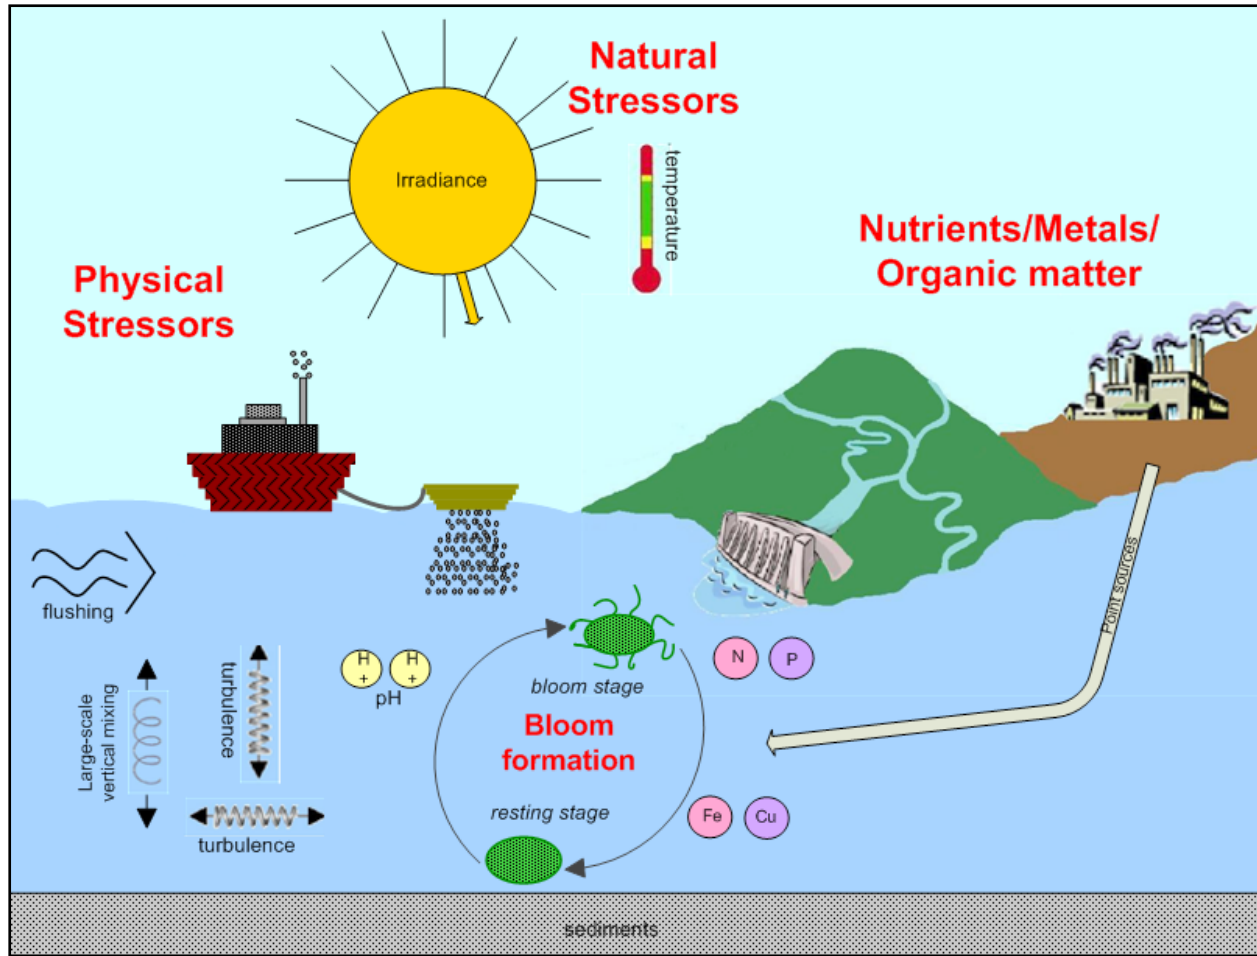 Natural
Stressors
Irradiance
temperature
Nutrients/Metals/
Organic matter
Physical
Stressors
flushing
Point sources
Large-scale
vertical mixing
turbulence
turbulence
H
+
H
+
pH
bloom stage
Bloom
formation
resting stage
N
P
Fe
Cu
sediments